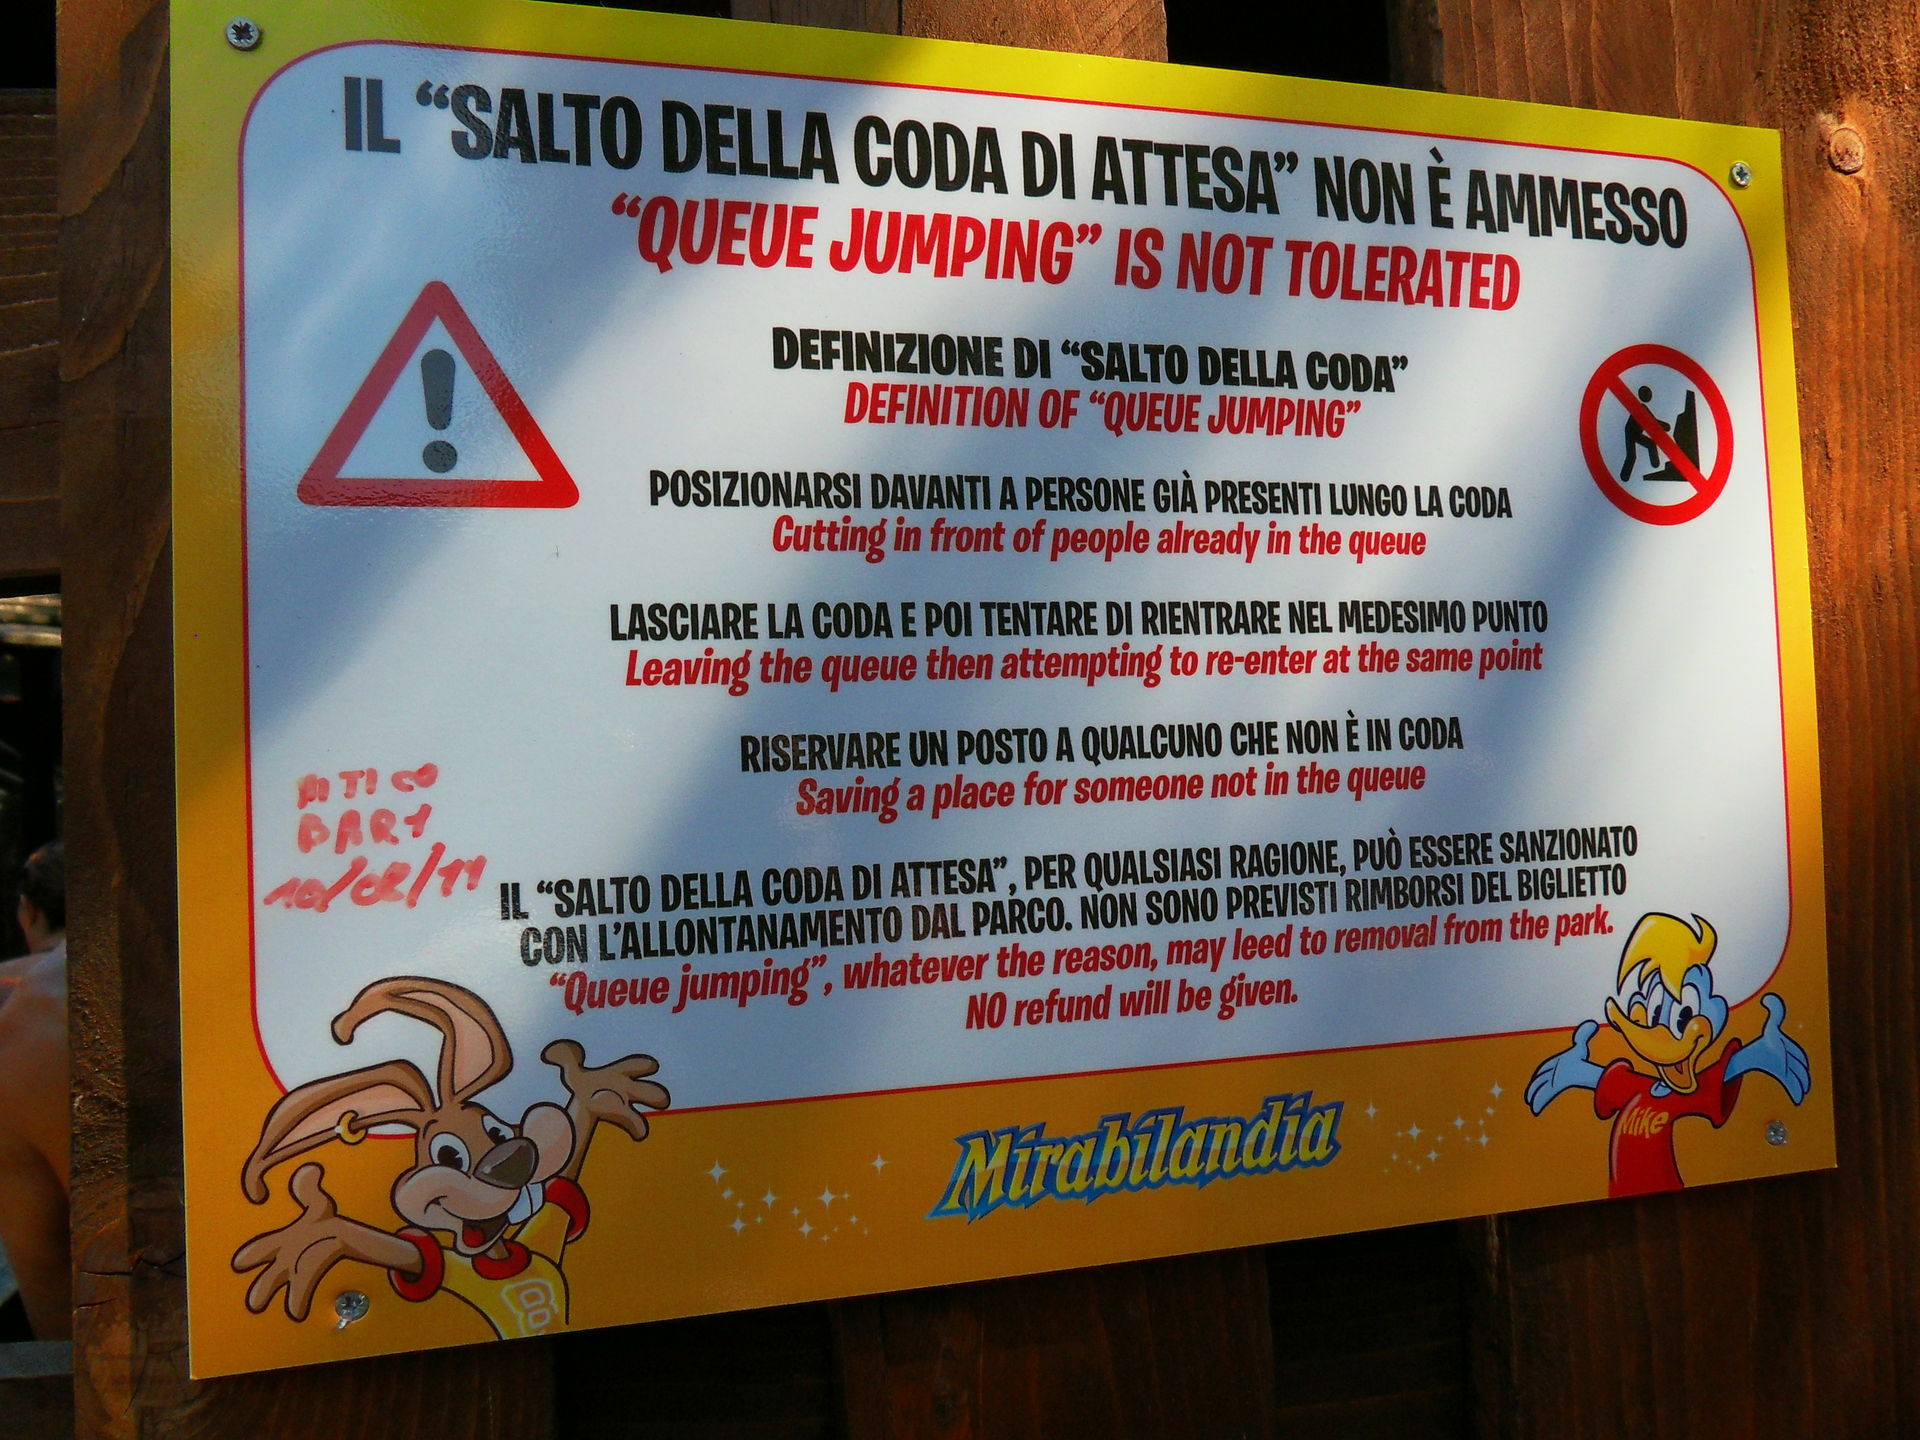 IL “SALTO DELLA CODA DI ATTESA” NON È AMMESSO
“QUEUE JUMPING” IS NOT TOLERATED
DEFINIZIONE DI “SALTO DELLA CODA”
DEFINITION OF “QUEUE JUMPING”
POSIZIONARSI DAVANTI A PERSONE GIÀ PRESENTI LUNGO LA CODA
Cutting in front of people already in the queue
LASCIARE LA CODA E POI TENTARE DI RIENTRARE NEL MEDESIMO PUNTO
Leaving the queue then attempting to re-enter at the same point
RISERVARE UN POSTO A QUALCUNO CHE NON È IN CODA
Saving a place for someone not in the queue
IL “SALTO DELLA CODA DI ATTESA”, PER QUALSIASI RAGIONE, PUÒ ESSERE SANZIONATO
CON L’ALLONTANAMENTO DAL PARCO. NON SONO PREVISTI RIMBORSI DEL BIGLIETTO
“Queue jumping”, whatever the reason, may leed to removal from the park.
NO refund will be given.
MITICO
BART
Mirabilandia
Mike
B